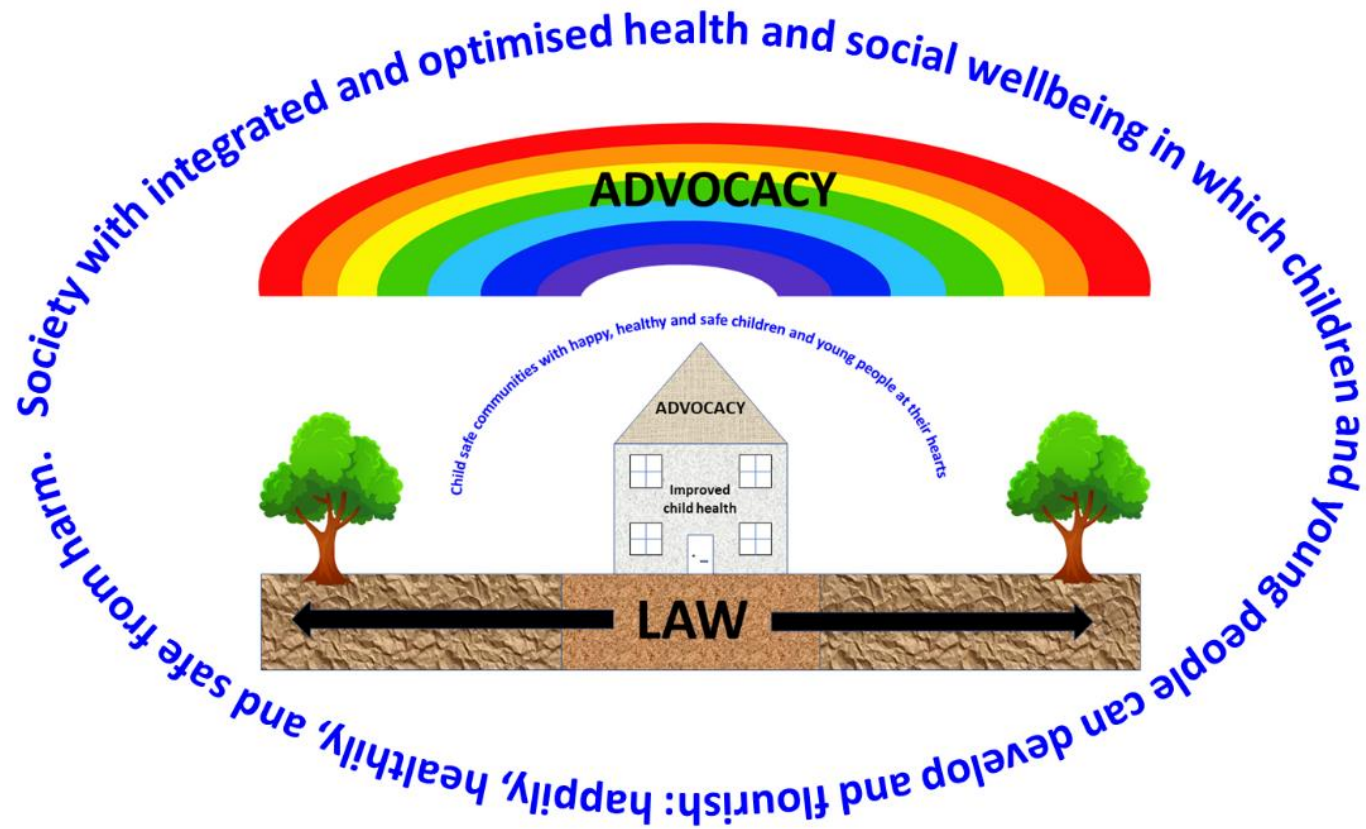 Society with integrated and optimised health and social wellbeing in which children and young people can develop and flourish: happily, healthily, and safe from harm.
ADVOCACY
Child safe communities with happy, healthy and safe children and young people at their hearts
ADVOCACY
Improved
child health
LAW